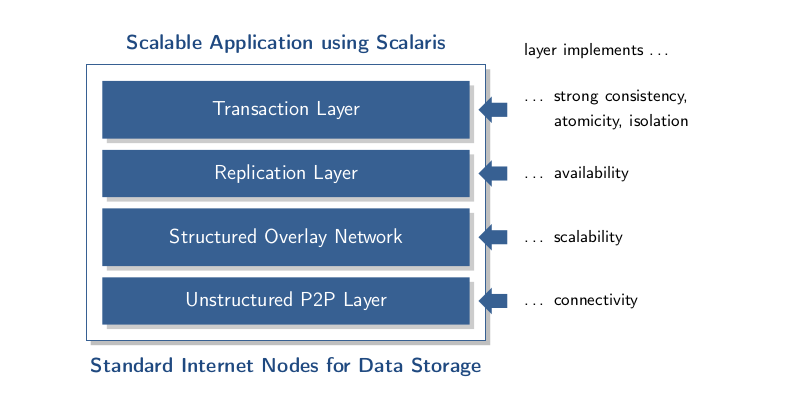 Scalable Application using Scalaris
layer implements ...
Transaction Layer
... strong consistency,
atomicity, isolation
Replication Layer
... availability
Structured Overlay Network
... scalability
Unstructured P2P Layer
... connectivity
Standard Internet Nodes for Data Storage